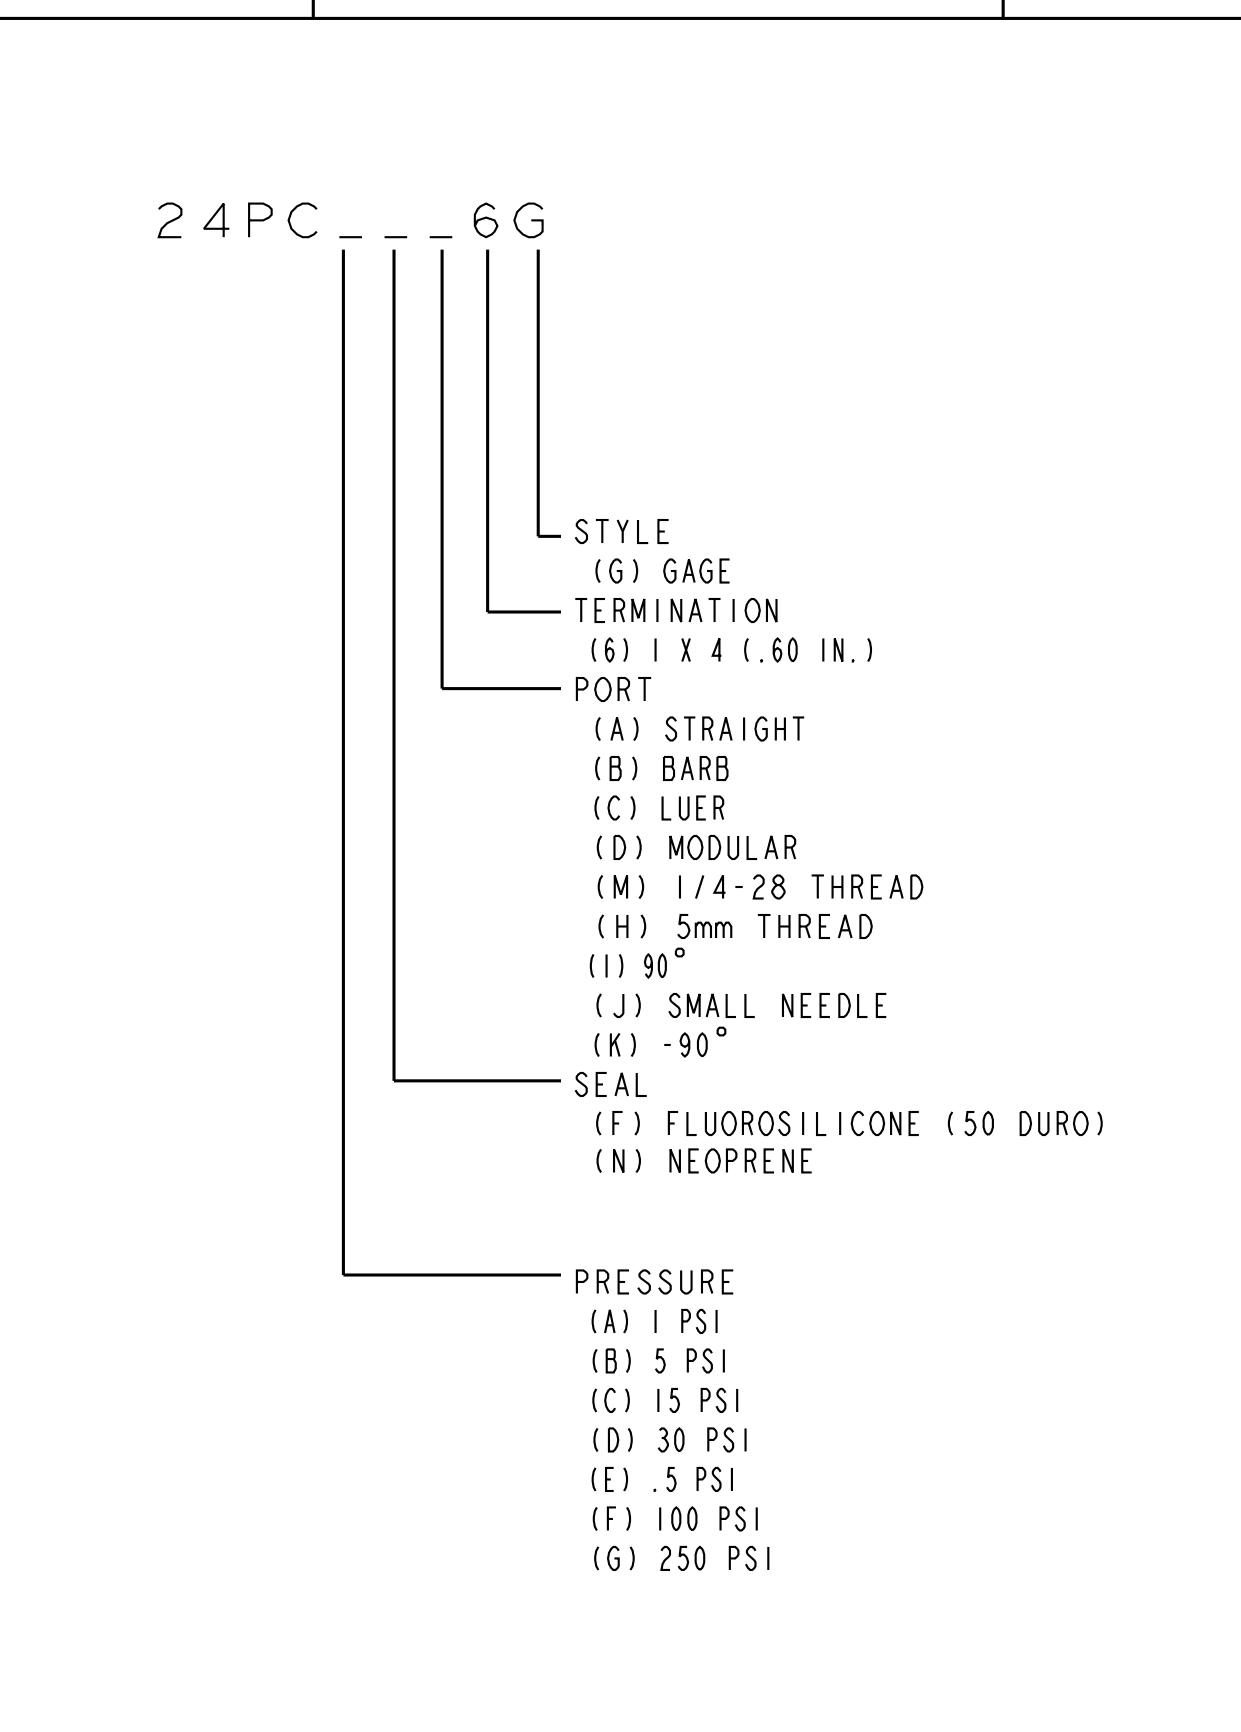 24PC___6G
STYLE
(G) GAGE
TERMINATION
(6) 1 X 4 (.60 IN.)
PORT
(A) STRAIGHT
(B) BARB
(C) LUER
(D) MODULAR
(M) 1/4-28 THREAD
(H) 5mm THREAD
(I) 90°
(J) SMALL NEEDLE
(K) -90°
SEAL
(F) FLUOROSILICONE (50 DURO)
(N) NEOPRENE
PRESSURE
(A) 1 PSI
(B) 5 PSI
(C) 15 PSI
(D) 30 PSI
(E) .5 PSI
(F) 100 PSI
(G) 250 PSI